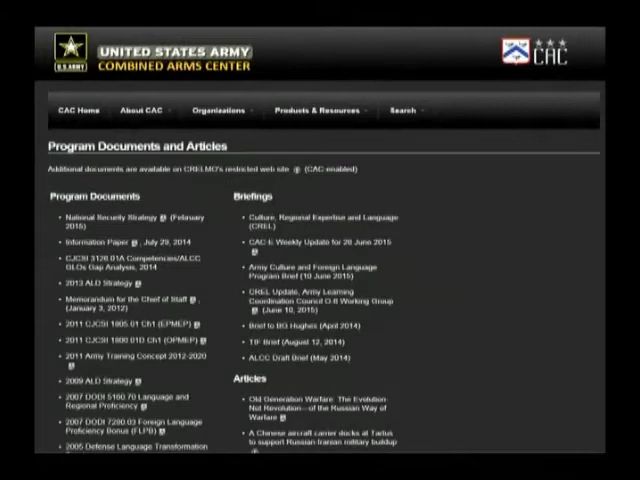 UNITED STATES ARMY
COMBINED ARMS CENTER
U.S. ARMY
CAC
CAC Home
About CAC
Organizations
Products & Resources
Search
Program Documents and Articles
Additional documents are available on CRELMO's restricted web site (CAC enabled)
Program Documents
National Security Strategy (February
2015)
Information Paper , July 29, 2014
CJCSI 3126.01A Competencies/ALCC
GLOs Gap Analysis, 2014
2013 ALD Strategy
Memorandum for the Chief of Staff ,
(January 3, 2012)
2011 CJCSI 1805.01 Ch1 (EPMEP)
2011 CJCSI 1800.01D Ch1 (OPMEP)
2011 Army Training Concept 2012-2020
2009 ALD Strategy
2007 DODI 5160.70 Language and
Regional Proficiency
2007 DODI 7280.03 Foreign Language
Proficiency Bonus (FLPB)
2005 Defense Language Transformation
Briefings
Culture, Regional Expertise and Language
(CREL)
CAC-E Weekly Update for 26 June 2015
Army Culture and Foreign Language
Program Brief (10 June 2015)
CREL Update, Army Learning
Coordination Council O-6 Working Group
(June 10, 2015)
Brief to BG Hughes (April 2014)
TIF Brief (August 12, 2014)
ALCC Draft Brief (May 2014)
Articles
Old Generation Warfare: The Evolution-
Not Revolution—of the Russian Way of
Warfare
A Chinese aircraft carrier docks at Tartus
to support Russian-Iranian military buildup